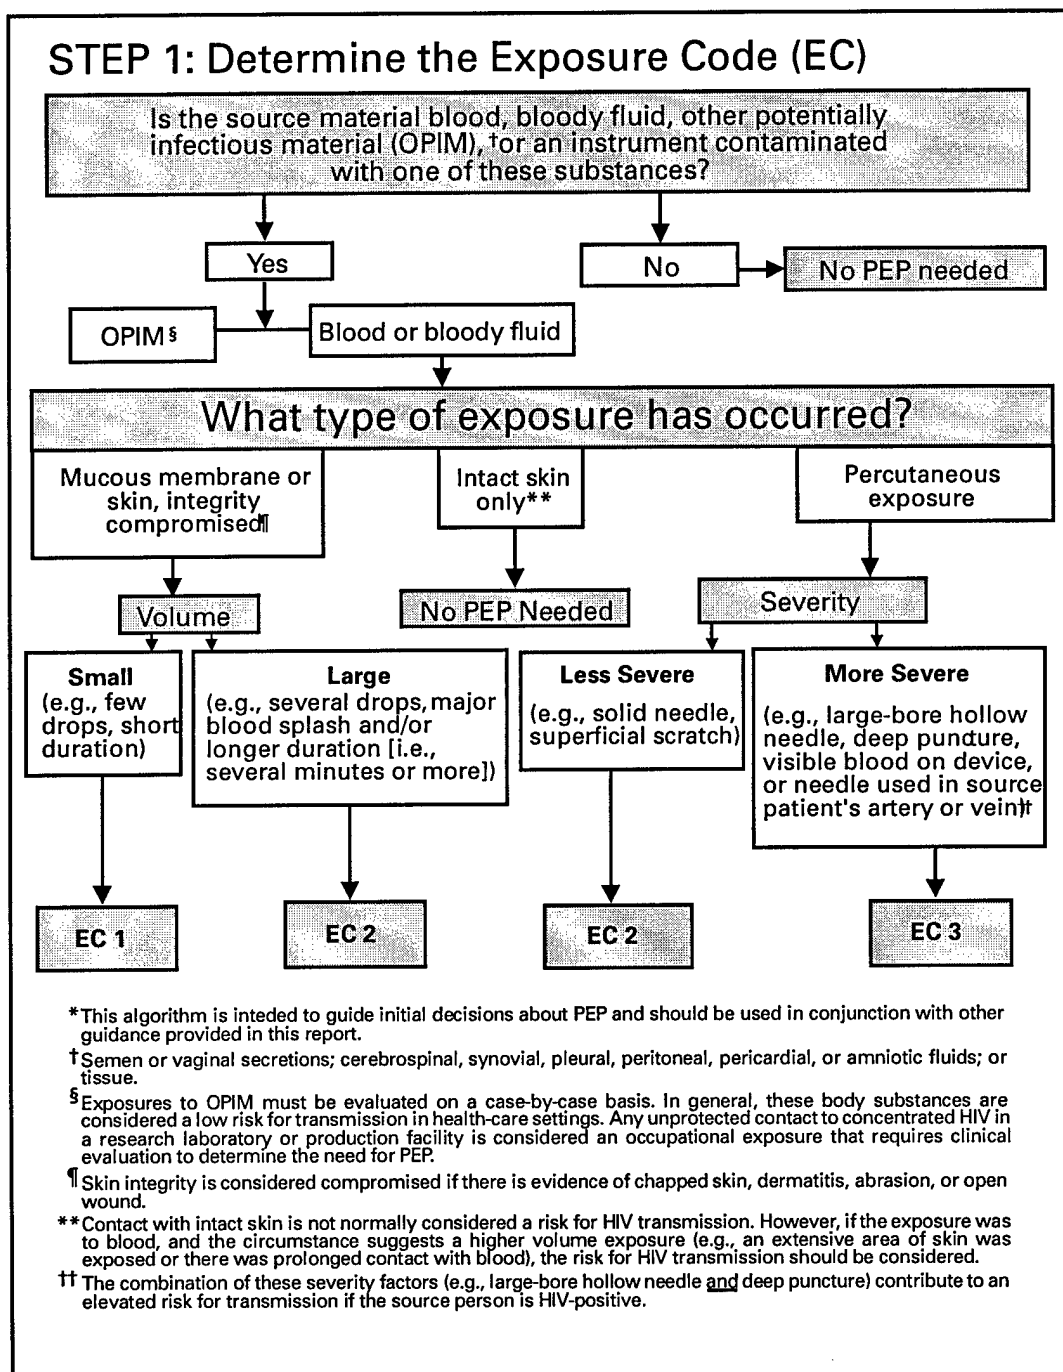 STEP 1: Determine the Exposure Code (EC)
Is the source material blood, bloody fluid, other potentially
infectious material (OPIM), †or an instrument contaminated
with one of these substances?
Yes
No
No PEP needed
OPIM§
Blood or bloody fluid
What type of exposure has occurred?
Mucous membrane or
skin, integrity
compromised¶
Intact skin
only**
Percutaneous
exposure
Volume
No PEP Needed
Severity
Small
(e.g., few
drops, short
duration)
Large
(e.g., several drops, major
blood splash and/or
longer duration [i.e.,
several minutes or more])
Less Severe
(e.g., solid needle,
superficial scratch)
More Severe
(e.g., large-bore hollow
needle, deep puncture,
visible blood on device,
or needle used in source
patient's artery or vein)††
EC 1
EC 2
EC 2
EC 3
*This algorithm is inteded to guide initial decisions about PEP and should be used in conjunction with other
guidance provided in this report.
†Semen or vaginal secretions; cerebrospinal, synovial, pleural, peritoneal, pericardial, or amniotic fluids; or
tissue.
§Exposures to OPIM must be evaluated on a case-by-case basis. In general, these body substances are
considered a low risk for transmission in health-care settings. Any unprotected contact to concentrated HIV in
a research laboratory or production facility is considered an occupational exposure that requires clinical
evaluation to determine the need for PEP.
¶Skin integrity is considered compromised if there is evidence of chapped skin, dermatitis, abrasion, or open
wound.
**Contact with intact skin is not normally considered a risk for HIV transmission. However, if the exposure was
to blood, and the circumstance suggests a higher volume exposure (e.g., an extensive area of skin was
exposed or there was prolonged contact with blood), the risk for HIV transmission should be considered.
††The combination of these severity factors (e.g., large-bore hollow needle and deep puncture) contribute to an
elevated risk for transmission if the source person is HIV-positive.